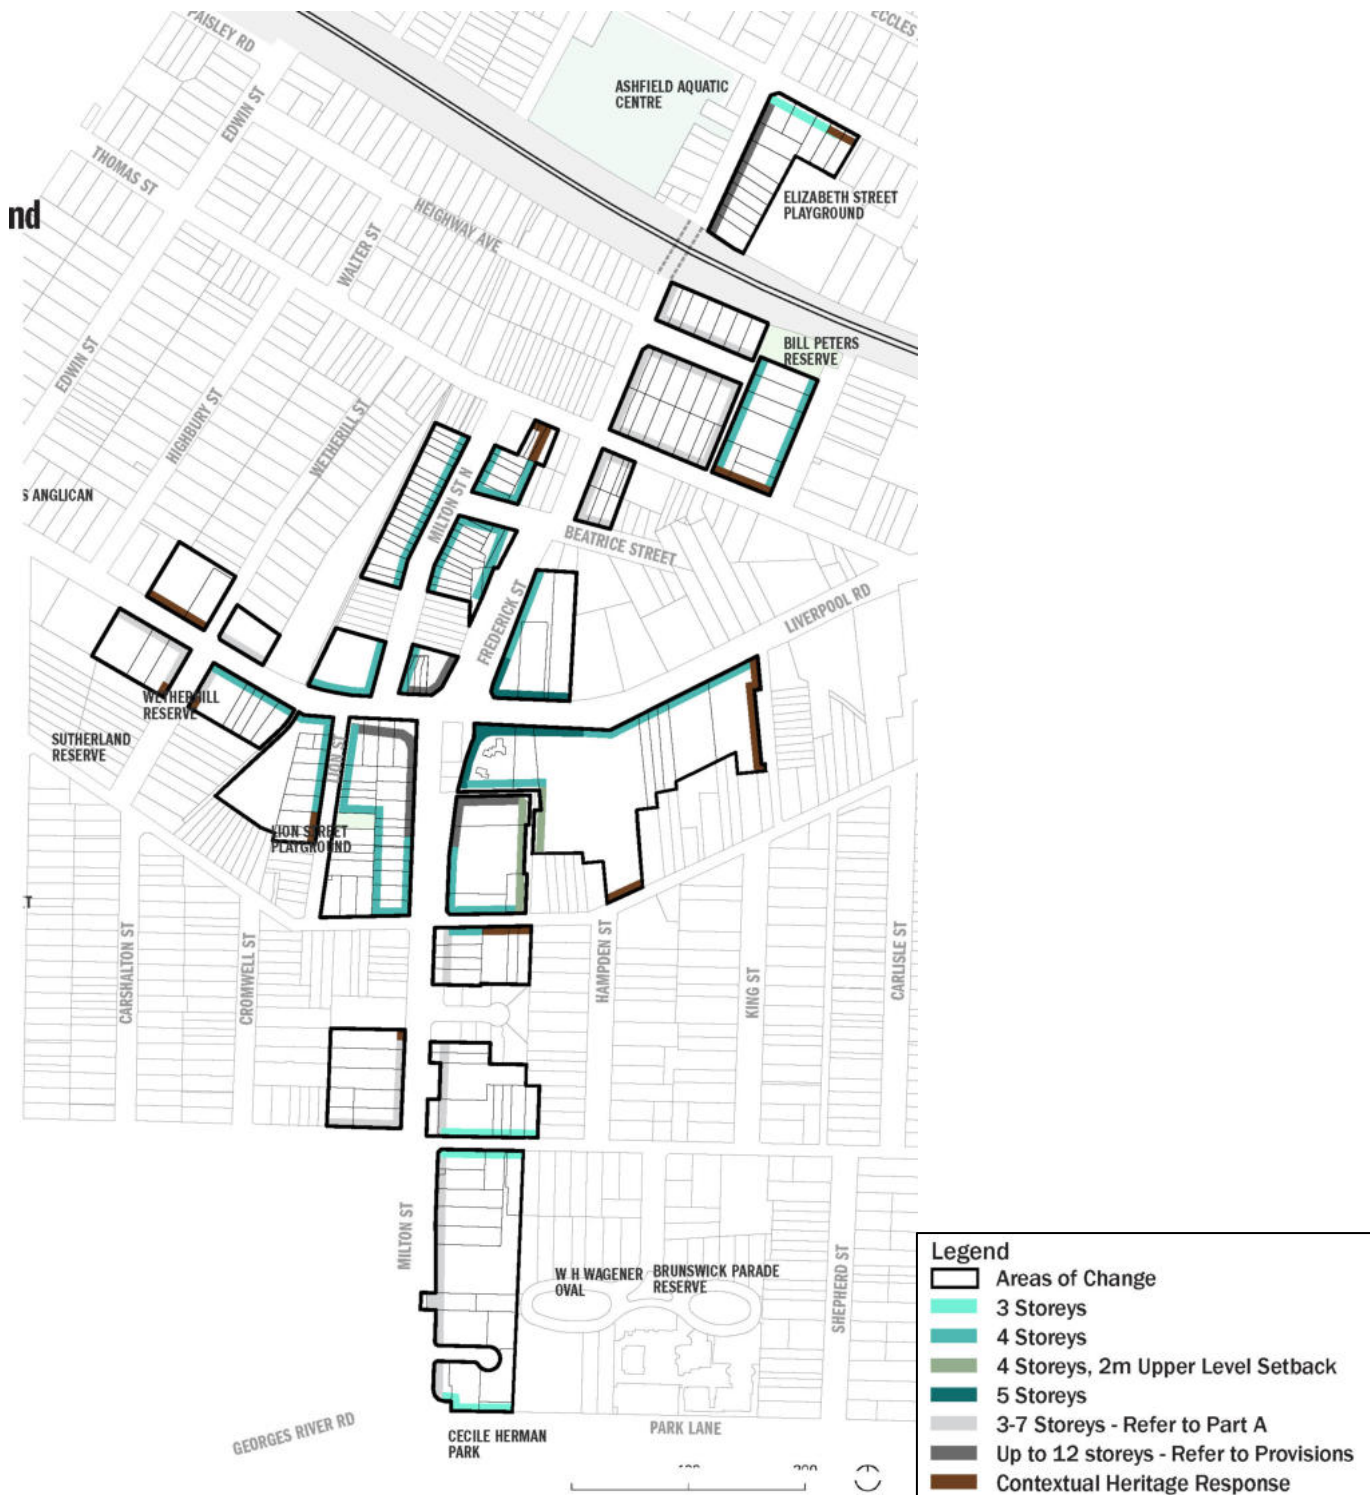 PAISLEY RD
ECCLES
ASHFIELD AQUATIC
CENTRE
EDWIN ST
THOMAS ST
ELIZABETH STREET
PLAYGROUND
nd
HEIGHWAY AVE
WALTER ST
BILL PETERS
RESERVE
EDWIN ST
HIGHBURY ST
WETHERILL ST
S ANGLICAN
MILTON ST N
BEATRICE STREET
FREDERICK ST
LIVERPOOL RD
WETHERILL
RESERVE
SUTHERLAND
RESERVE
LION ST
LION STREET
PLAYGROUND
T
CARSHALTON ST
CROMWELL ST
HAMPDEN ST
KING ST
CARLISLE ST
MILTON ST
W H WAGENER
OVAL
BRUNSWICK PARADE
RESERVE
SHEPHERD ST
GEORGES RIVER RD
CECILE HERMAN
PARK
PARK LANE
Legend
Areas of Change
3 Storeys
4 Storeys
4 Storeys, 2m Upper Level Setback
5 Storeys
3-7 Storeys - Refer to Part A
Up to 12 storeys - Refer to Provisions
Contextual Heritage Response